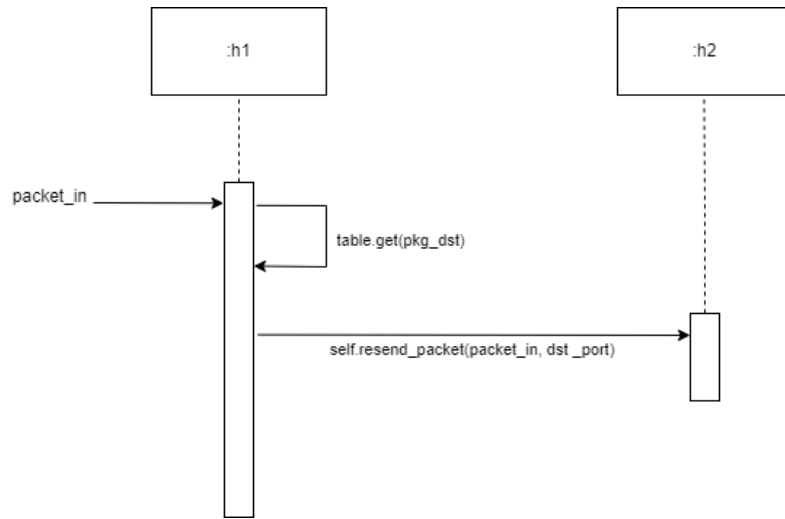 :h1
:h2
packet_in
table.get(pkg_dst)
self.resend_packet(packet_in, dst _port)